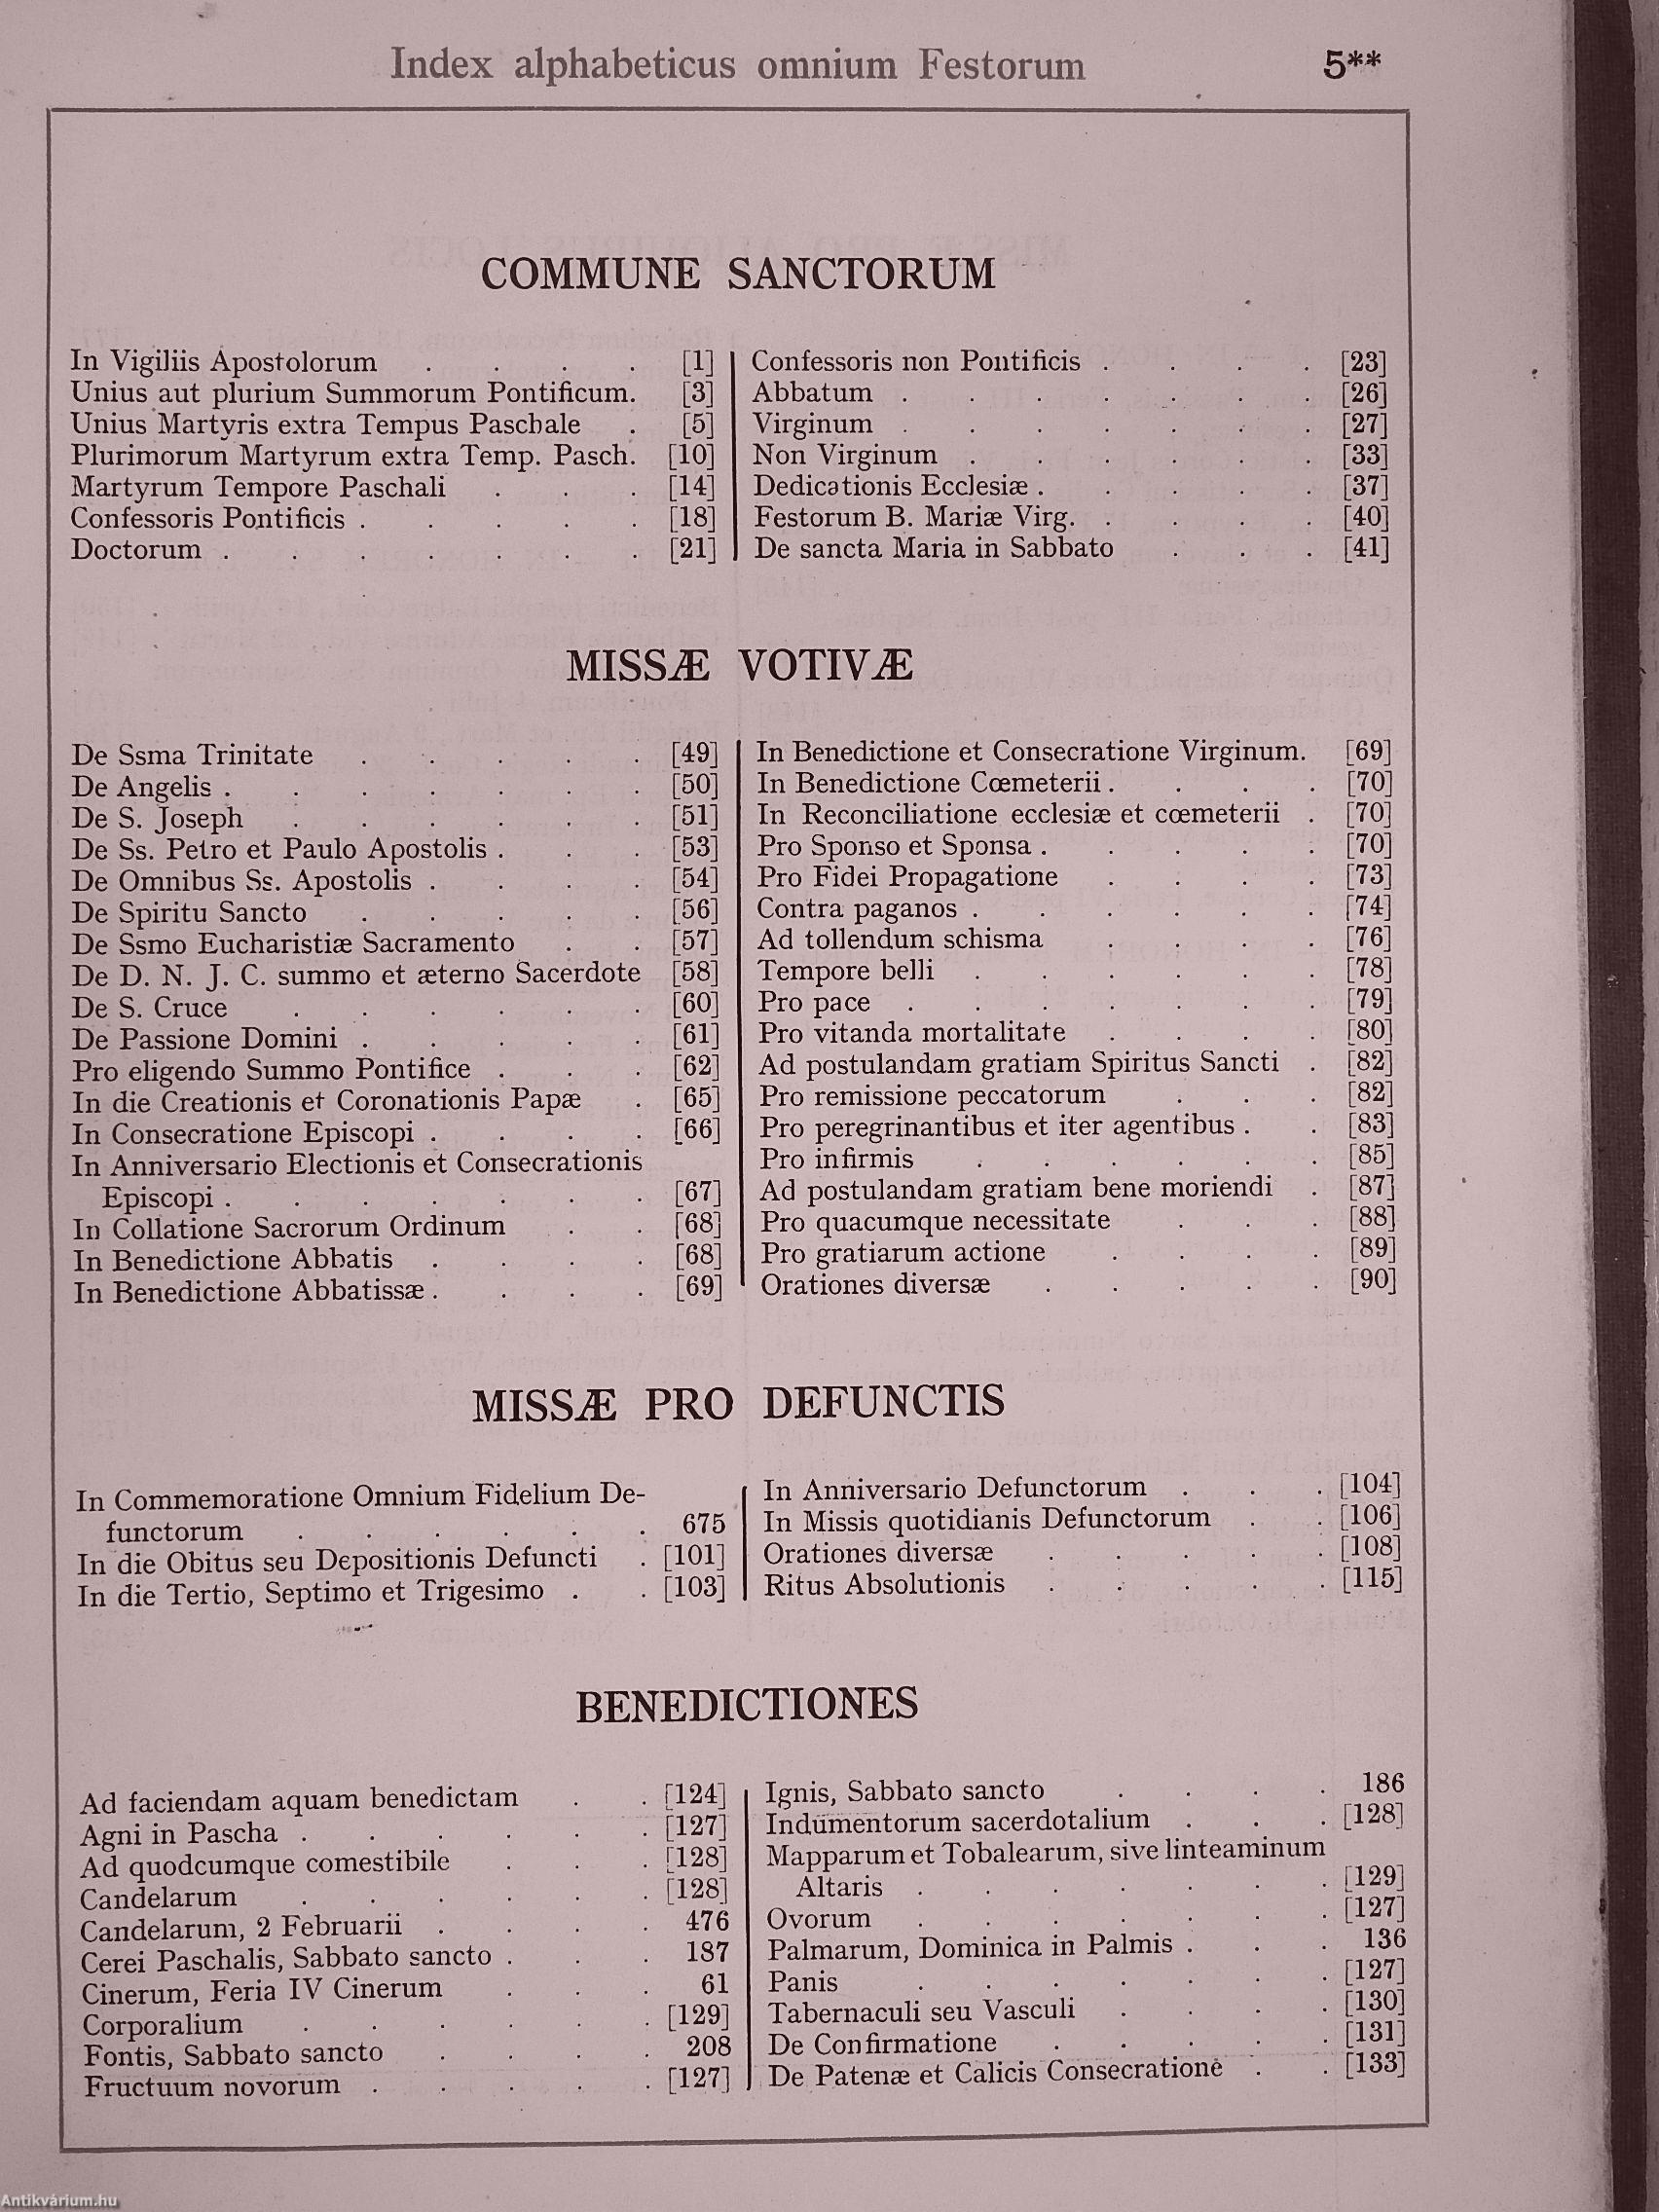 Index alphabeticus omnium Festorum 5**
COMMUNE SANCTORUM
In Vigiliis Apostolorum . . . . [1]
Unius aut plurium Summorum Pontificum. [3]
Unius Martyris extra Tempus Paschale . [5]
Plurimorum Martyrum extra Temp. Pasch. [10]
Martyrum Tempore Paschali . . . [14]
Confessoris Pontificis . . . . . [18]
Doctorum . . . . . . . [21]
Confessoris non Pontificis . . . . [23]
Abbatum . . . . . . . [26]
Virginum . . . . . . . [27]
Non Virginum . . . . . . [33]
Dedicationis Ecclesiæ . . . . . [37]
Festorum B. Mariæ Virg. . . . . [40]
De sancta Maria in Sabbato . . . [41]
MISSÆ VOTIVÆ
De Ssma Trinitate . . . . . [49]
De Angelis . . . . . . . [50]
De S. Joseph . . . . . . [51]
De Ss. Petro et Paulo Apostolis . . . [53]
De Omnibus Ss. Apostolis . . . . [54]
De Spiritu Sancto . . . . . [56]
De Ssmo Eucharistiæ Sacramento . . [57]
De D. N. J. C. summo et æterno Sacerdote [58]
De S. Cruce . . . . . . [60]
De Passione Domini . . . . . [61]
Pro eligendo Summo Pontifice . . . [62]
In die Creationis et Coronationis Papæ . [65]
In Consecratione Episcopi . . . . [66]
In Anniversario Electionis et Consecrationis
Episcopi . . . . . . . [67]
In Collatione Sacrorum Ordinum . . [68]
In Benedictione Abbatis . . . . [68]
In Benedictione Abbatissæ . . . . [69]
In Benedictione et Consecratione Virginum. [69]
In Benedictione Cœmeterii . . . . [70]
In Reconciliatione ecclesiæ et cœmeterii . [70]
Pro Sponso et Sponsa . . . . . [70]
Pro Fidei Propagatione . . . . [73]
Contra paganos . . . . . . [74]
Ad tollendum schisma . . . . [76]
Tempore belli . . . . . . [78]
Pro pace . . . . . . . [79]
Pro vitanda mortalitate . . . . [80]
Ad postulandam gratiam Spiritus Sancti . [82]
Pro remissione peccatorum . . . [82]
Pro peregrinantibus et iter agentibus . . [83]
Pro infirmis . . . . . . [85]
Ad postulandam gratiam bene moriendi . [87]
Pro quacumque necessitate . . . [88]
Pro gratiarum actione . . . . [89]
Orationes diversæ . . . . . [90]
MISSÆ PRO DEFUNCTIS
In Commemoratione Omnium Fidelium De-
functorum . . . . . . 675
In die Obitus seu Depositionis Defuncti . [101]
In die Tertio, Septimo et Trigesimo . . [103]
In Anniversario Defunctorum . . . [104]
In Missis quotidianis Defunctorum . . [106]
Orationes diversæ . . . . . [108]
Ritus Absolutionis . . . . . [115]
BENEDICTIONES
Ad faciendam aquam benedictam . . [124]
Agni in Pascha . . . . . . [127]
Ad quodcumque comestibile . . . [128]
Candelarum . . . . . . [128]
Candelarum, 2 Februarii . . . . 476
Cerei Paschalis, Sabbato sancto . . . 187
Cinerum, Feria IV Cinerum . . . 61
Corporalium . . . . . . [129]
Fontis, Sabbato sancto . . . . 208
Fructuum novorum . . . . . [127]
Ignis, Sabbato sancto . . . . 186
Indumentorum sacerdotalium . . . [128]
Mapparum et Tobalearum, sive linteaminum
Altaris . . . . . . . [129]
Ovorum . . . . . . . [127]
Palmarum, Dominica in Palmis . . . 136
Panis . . . . . . . [127]
Tabernaculi seu Vasculi . . . . [130]
De Confirmatione . . . . . [131]
De Patenæ et Calicis Consecratione . . [133]
Antikvárium.hu